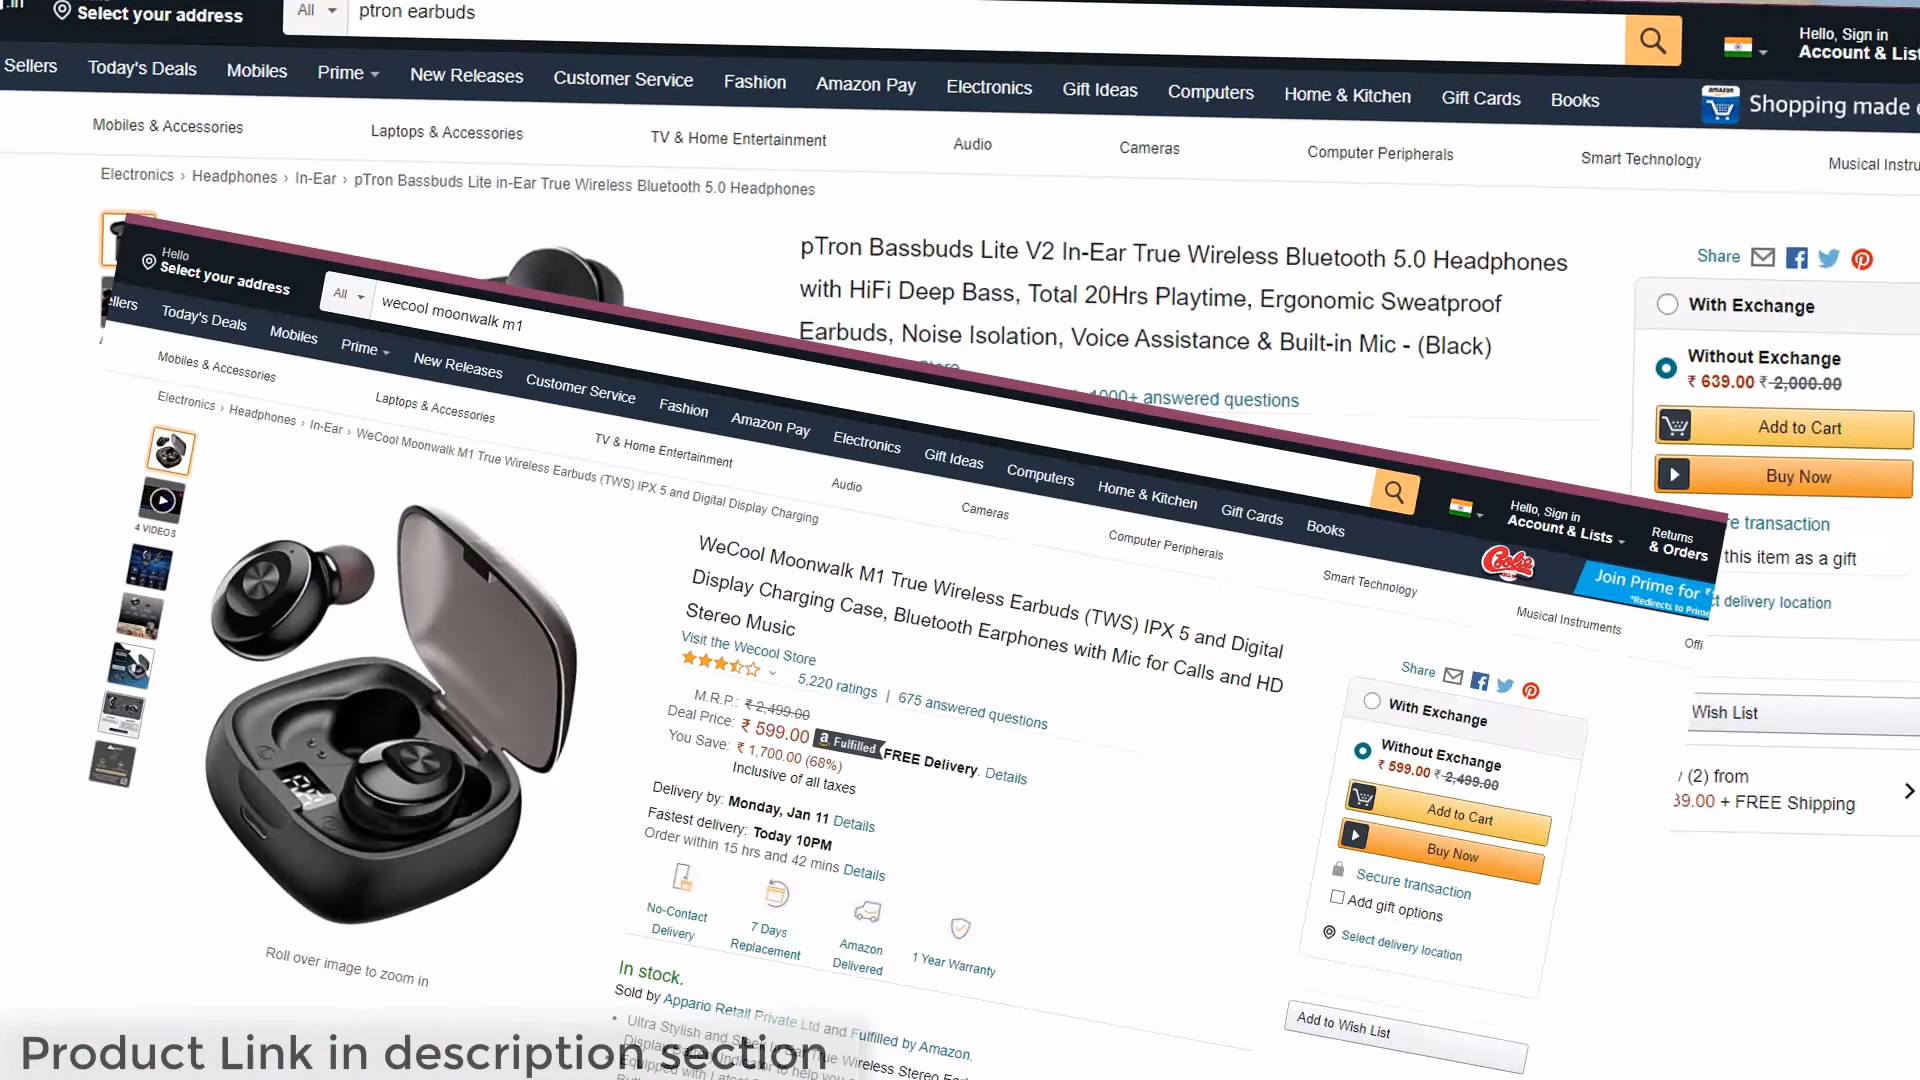 .in
Select your address
All
ptron earbuds
Hello, Sign in
Account & List
Sellers
Today's Deals
Mobiles
Prime
New Releases
Customer Service
Fashion
Amazon Pay
Electronics
Gift Ideas
Computers
Home & Kitchen
Gift Cards
Books
amazon
Shopping made
Mobiles & Accessories
Laptops & Accessories
TV & Home Entertainment
Audio
Cameras
Computer Peripherals
Smart Technology
Musical Instru
Electronics › Headphones › In-Ear › pTron Bassbuds Lite in-Ear True Wireless Bluetooth 5.0 Headphones
pTron Bassbuds Lite V2 In-Ear True Wireless Bluetooth 5.0 Headphones
with HiFi Deep Bass, Total 20Hrs Playtime, Ergonomic Sweatproof
Earbuds, Noise Isolation, Voice Assistance & Built-in Mic - (Black)
1000+ answered questions
Share
With Exchange
Without Exchange
₹ 639.00 ₹ 2,000.00
Add to Cart
Buy Now
re transaction
this item as a gift
ct delivery location
Wish List
(2) from
39.00 + FREE Shipping
Hello
Select your address
All
wecool moonwalk m1
Hello, Sign in
Account & Lists
Returns
& Orders
ellers
Today's Deals
Mobiles
Prime
New Releases
Customer Service
Fashion
Amazon Pay
Electronics
Gift Ideas
Computers
Home & Kitchen
Gift Cards
Books
Coolie
Join Prime for ₹
*Redirects to Prime
Mobiles & Accessories
Laptops & Accessories
TV & Home Entertainment
Audio
Cameras
Computer Peripherals
Smart Technology
Musical Instruments
Offi
Electronics › Headphones › In-Ear › WeCool Moonwalk M1 True Wireless Earbuds (TWS) IPX 5 and Digital Display Charging
4 VIDEOS
WeCool Moonwalk M1 True Wireless Earbuds (TWS) IPX 5 and Digital
Display Charging Case, Bluetooth Earphones with Mic for Calls and HD
Stereo Music
Visit the Wecool Store
5,220 ratings | 675 answered questions
M.R.P.: ₹ 2,499.00
Deal Price: ₹ 599.00 a Fulfilled FREE Delivery. Details
You Save: ₹ 1,700.00 (68%)
Inclusive of all taxes
Delivery by: Monday, Jan 11 Details
Fastest delivery: Today 10PM
Order within 15 hrs and 42 mins Details
No-Contact
Delivery
7 Days
Replacement
Amazon
Delivered
1 Year Warranty
In stock.
Sold by Appario Retail Private Ltd and Fulfilled by Amazon.
Share
With Exchange
Without Exchange
₹ 599.00 ₹ 2,499.00
Add to Cart
Buy Now
Secure transaction
Add gift options
Select delivery location
Add to Wish List
Roll over image to zoom in
Product Link in description section